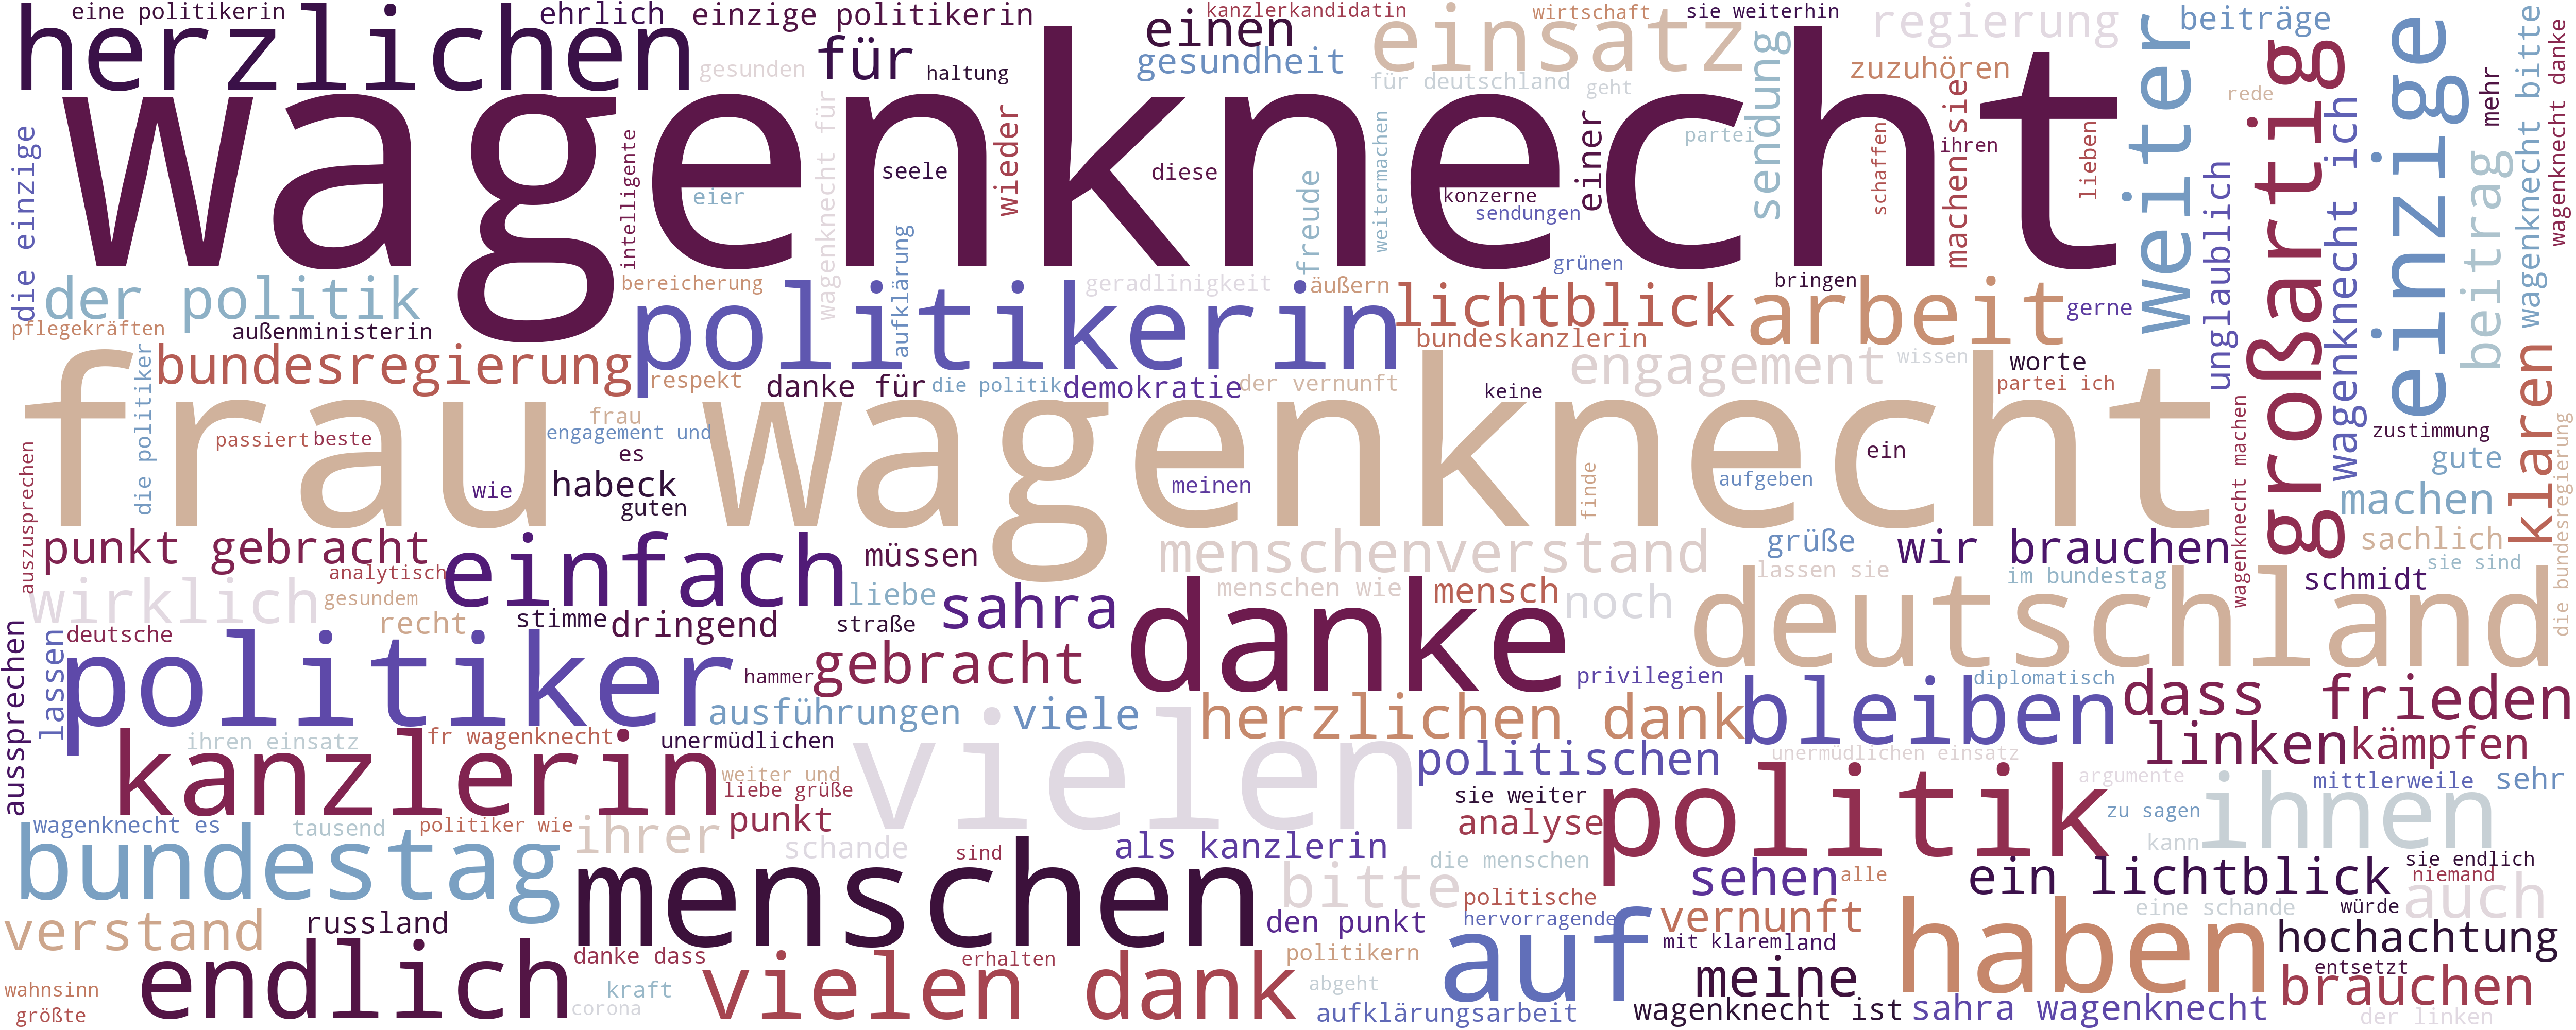 eine politikerin
ehrlich
einzige politikerin
kanzlerkandidatin
wirtschaft
sie weiterhin
regierung
beiträge
herzlichen
gesunden
für
haltung
einen
gesundheit
einsatz
für deutschland
geht
sendung
zuzuhören
weiter
großartig
einzige
rede
mehr
wagenknecht bitte
wagenknecht danke
wagenknecht
die einzige
intelligente
eier
wagenknecht für
seele
aufklärung
wieder
diese
freude
weitermachen
konzerne
sendungen
einer
partei
schaffen
machen sie
ihren
lieben
unglaublich
wagenknecht ich
beitrag
der politik
pflegekräften
außenministerin
bereicherung
politikerin
geradlinigkeit
äußern
grünen
lichtblick
bundeskanzlerin
bringen
arbeit
gerne
die politiker
bundesregierung
respekt
danke für
die politik
demokratie
der vernunft
keine
engagement
wissen
worte
partei ich
klaren
die bundesregierung
frau wagenknecht
frau
passiert
beste
engagement und
es
wie
habeck
guten
meinen
finde
aufgeben
ein
wagenknecht machen
zustimmung
gute
machen
auszusprechen
punkt gebracht
analytisch
einfach
müssen
menschenverstand
grüße
wir brauchen
sachlich
sie sind
wirklich
gesundem
recht
stimme
dringend
liebe
straße
sahra
menschen wie
mensch
noch
lassen sie
im bundestag
schmidt
danke
deutschland
aussprechen
lassen
deutsche
politiker
hammer
gebracht
privilegien
diplomatisch
ausführungen
viele
herzlichen dank
bleiben
dass
frieden
ihren einsatz
fr wagenknecht
unermüdlichen
vielen
politischen
unermüdlichen einsatz
linken
kämpfen
kanzlerin
weiter und
liebe grüße
sie weiter
politik
argumente
mittlerweile
sehr
wagenknecht es
tausend
politiker wie
ihrer
punkt
analyse
zu sagen
ihnen
bundestag
schande
sind
als kanzlerin
die menschen
kann
menschen
bitte
politische
sehen
alle
ein lichtblick
sie endlich
niemand
auch
verstand
russland
den punkt
hervorragende
vernunft
eine schande
würde
endlich
danke dass
erhalten
politikern
auf
mit klarem
land
haben
hochachtung
wahnsinn
größte
kraft
corona
vielen dank
abgeht
aufklärungsarbeit
meine
entsetzt
brauchen
wagenknecht ist
sahra wagenknecht
der linken